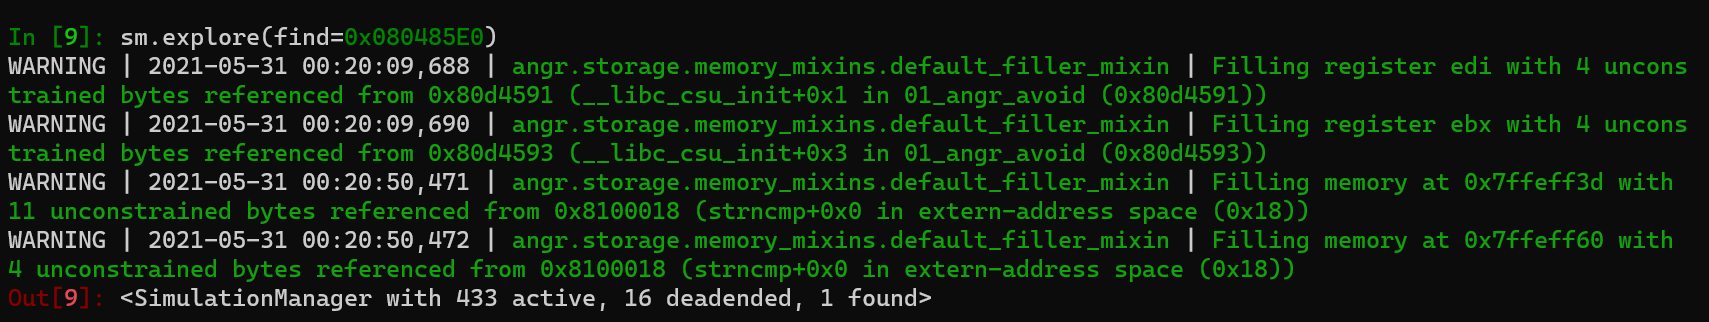 In [9]: sm.explore(find=0x080485E0)
WARNING | 2021-05-31 00:20:09,688 | angr.storage.memory_mixins.default_filler_mixin | Filling register edi with 4 uncons
trained bytes referenced from 0x80d4591 (__libc_csu_init+0x1 in 01_angr_avoid (0x80d4591))
WARNING | 2021-05-31 00:20:09,690 | angr.storage.memory_mixins.default_filler_mixin | Filling register ebx with 4 uncons
trained bytes referenced from 0x80d4593 (__libc_csu_init+0x3 in 01_angr_avoid (0x80d4593))
WARNING | 2021-05-31 00:20:50,471 | angr.storage.memory_mixins.default_filler_mixin | Filling memory at 0x7ffeff3d with
11 unconstrained bytes referenced from 0x8100018 (strncmp+0x0 in extern-address space (0x18))
WARNING | 2021-05-31 00:20:50,472 | angr.storage.memory_mixins.default_filler_mixin | Filling memory at 0x7ffeff60 with
4 unconstrained bytes referenced from 0x8100018 (strncmp+0x0 in extern-address space (0x18))
Out[9]: <SimulationManager with 433 active, 16 deadended, 1 found>